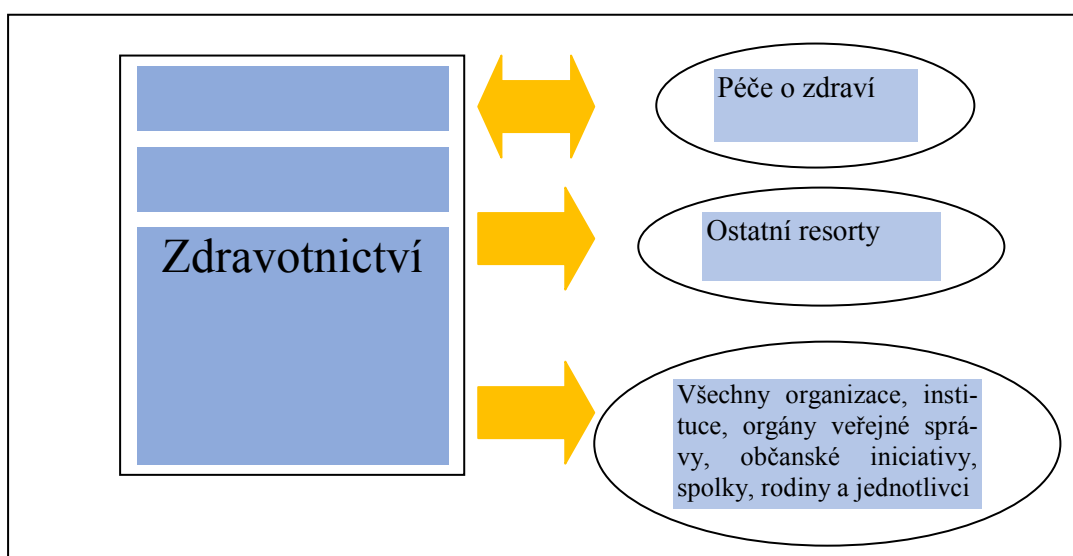 Péče o zdraví
Ostatní resorty
Zdravotnictví
Všechny organizace, insti-
tuce, orgány veřejné sprá-
vy, občanské iniciativy,
spolky, rodiny a jednotlivci